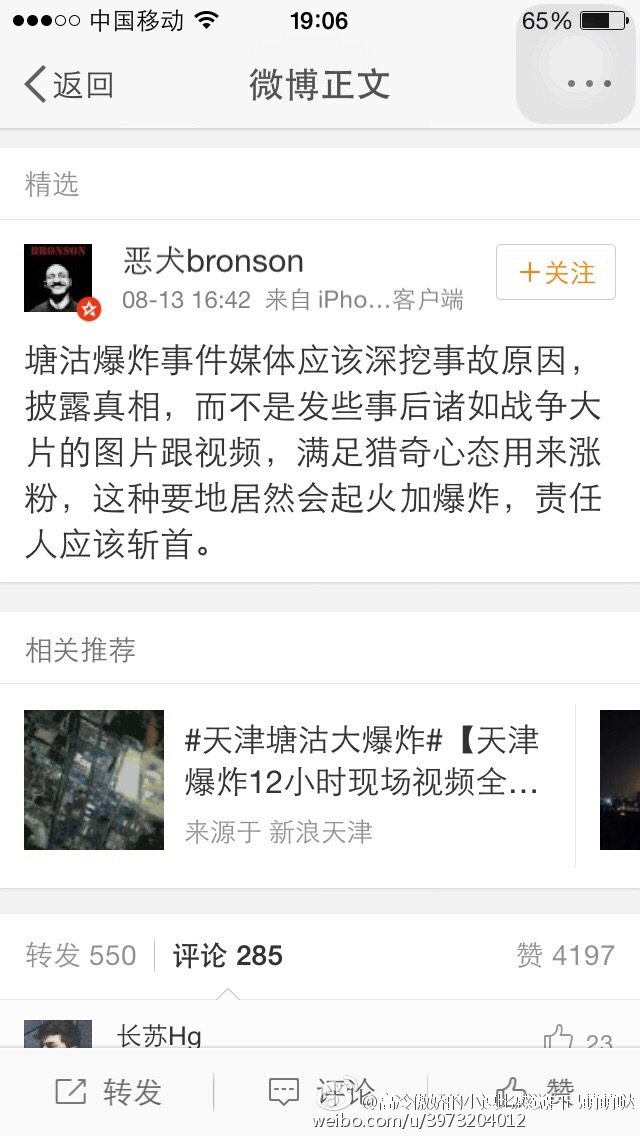 中国移动 19:06 65%
返回 微博正文
精选
BRONSON
恶犬bronson
+关注
08-13 16:42 来自 iPho…客户端
塘沽爆炸事件媒体应该深挖事故原因，
披露真相，而不是发些事后诸如战争大
片的图片跟视频，满足猎奇心态用来涨
粉，这种要地居然会起火加爆炸，责任
人应该斩首。
相关推荐
#天津塘沽大爆炸#【天津
爆炸12小时现场视频全…
来源于 新浪天津
转发 550 评论 285 赞 4197
长苏Hg 23
转发 评论 赞
weibo.com/u/3973204012